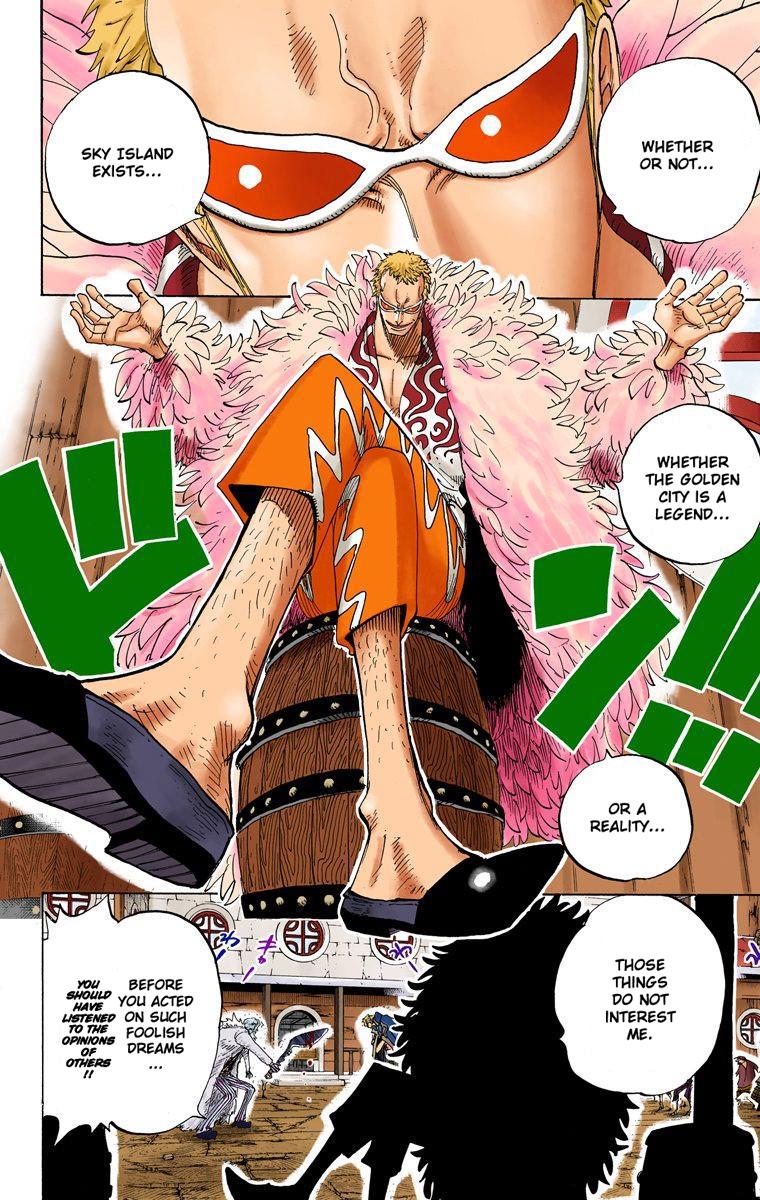 WHETHER
OR NOT...
SKY ISLAND
EXISTS...
WHETHER
THE GOLDEN
CITY IS A
LEGEND...
ドンッ!!!
OR A
REALITY...
THOSE
THINGS
DO NOT
INTEREST
ME.
BEFORE
YOU ACTED
ON SUCH
FOOLISH
DREAMS
...
YOU
SHOULD
HAVE
LISTENED
TO THE
OPINIONS
OF
OTHERS
!!